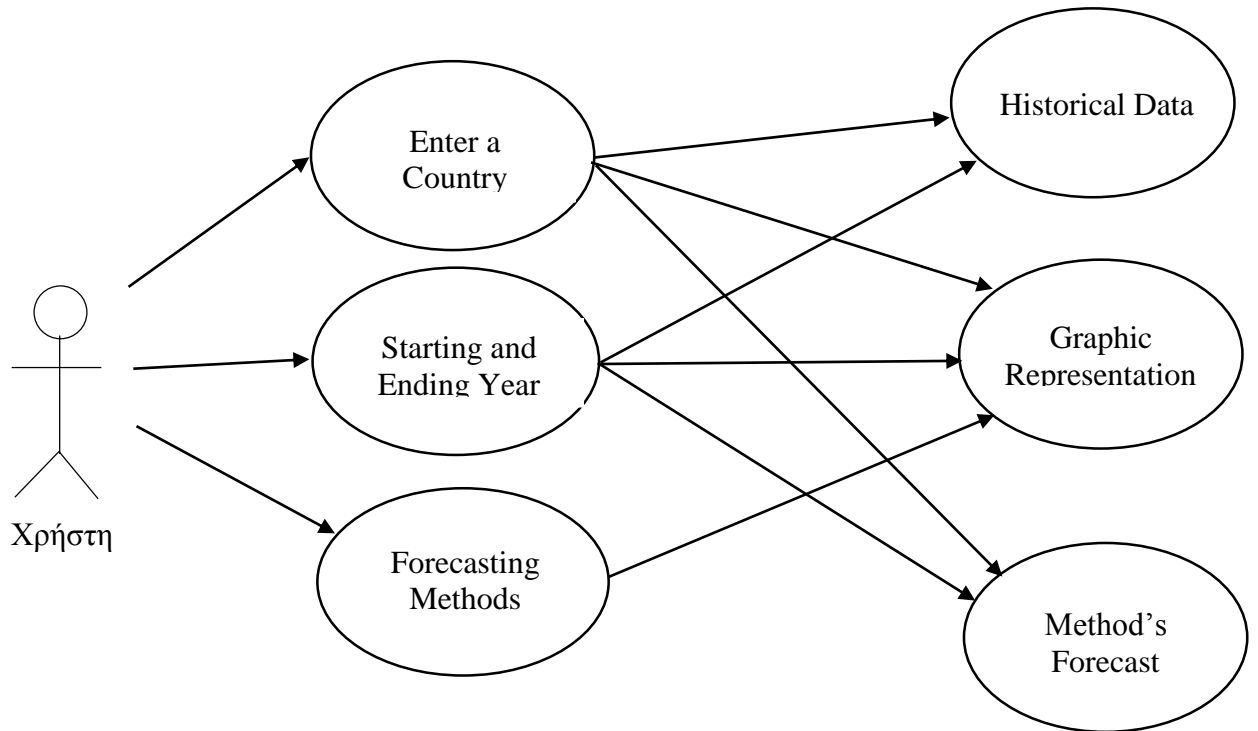 Enter a
Country
Starting and
Ending Year
Forecasting
Methods
Χρήστη
Historical Data
Graphic
Representation
Method’s
Forecast